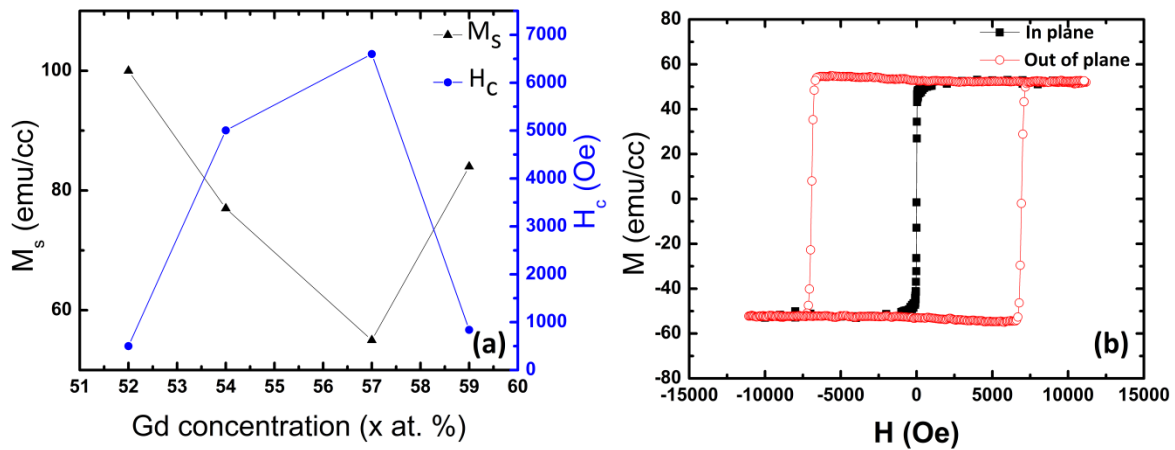 M_s
H_c
100
80
60
M_s (emu/cc)
7000
6000
5000
4000
3000
2000
1000
0
H_c (Oe)
(a)
51 52 53 54 55 56 57 58 59 60
Gd concentration (x at. %)
In plane
Out of plane
80
60
40
20
0
-20
-40
-60
-80
M (emu/cc)
(b)
-15000 -10000 -5000 0 5000 10000 15000
H (Oe)